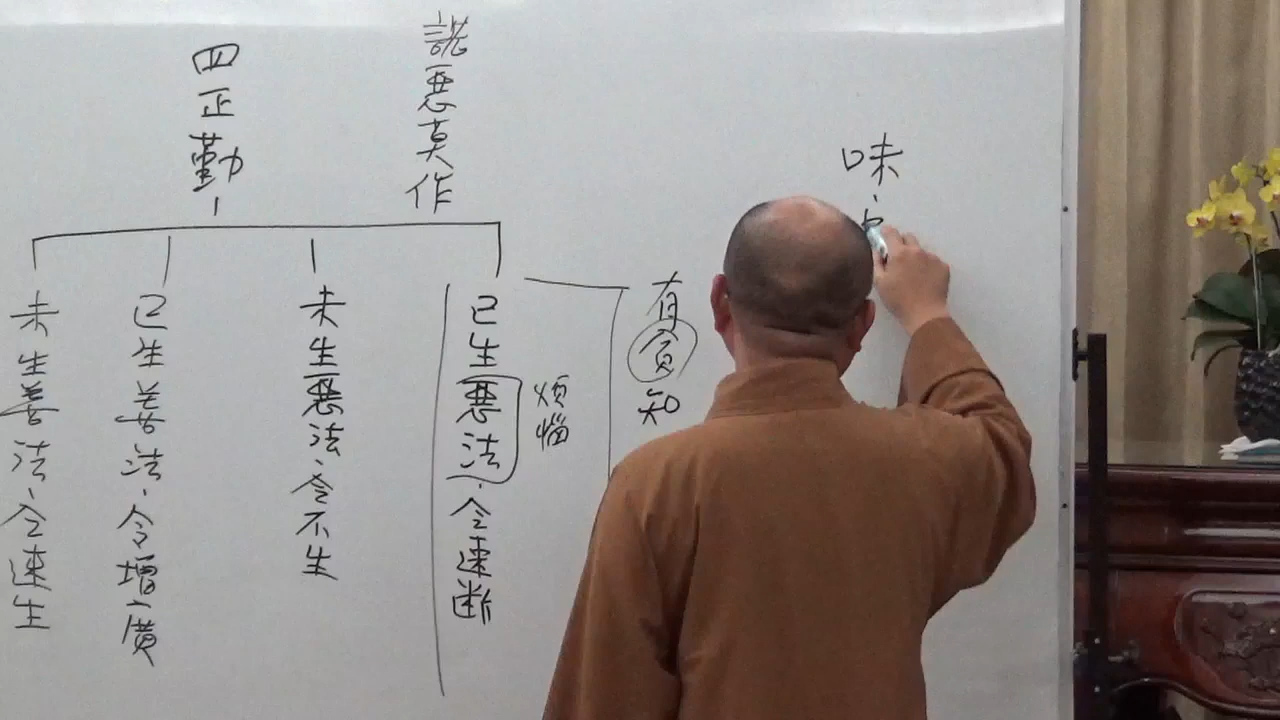 諸惡莫作
四正勤
味、
有貪知
煩惱
已生惡法、令速斷
未生惡法、令不生
已生善法、令增廣
未生善法、令速生